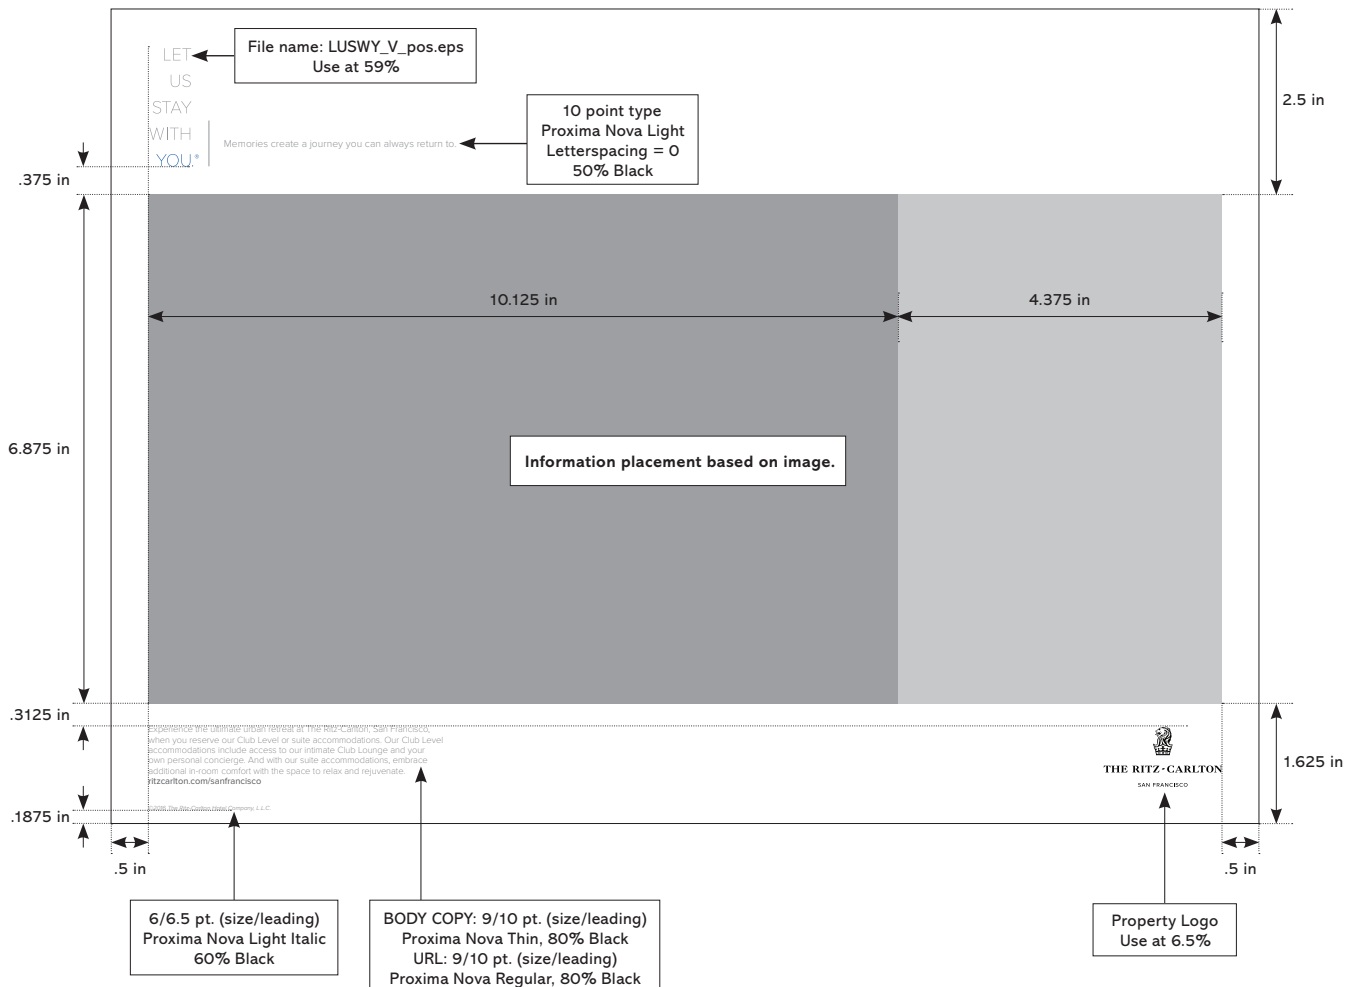 LET
US
STAY
WITH
YOU.®
File name: LUSWY_V_pos.eps
Use at 59%
Memories create a journey you can always return to.
10 point type
Proxima Nova Light
Letterspacing = 0
50% Black
2.5 in
.375 in
10.125 in
4.375 in
6.875 in
Information placement based on image.
.3125 in
Experience the ultimate urban retreat at The Ritz-Carlton, San Francisco,
when you reserve our Club Level or suite accommodations. Our Club Level
accommodations include access to our intimate Club Lounge and your
own personal concierge. And with our suite accommodations, embrace
additional in-room comfort with the space to relax and rejuvenate.
ritzcarlton.com/sanfrancisco
THE RITZ-CARLTON
SAN FRANCISCO
1.625 in
©2016 The Ritz-Carlton Hotel Company, L.L.C.
.1875 in
.5 in
.5 in
6/6.5 pt. (size/leading)
Proxima Nova Light Italic
60% Black
BODY COPY: 9/10 pt. (size/leading)
Proxima Nova Thin, 80% Black
URL: 9/10 pt. (size/leading)
Proxima Nova Regular, 80% Black
Property Logo
Use at 6.5%